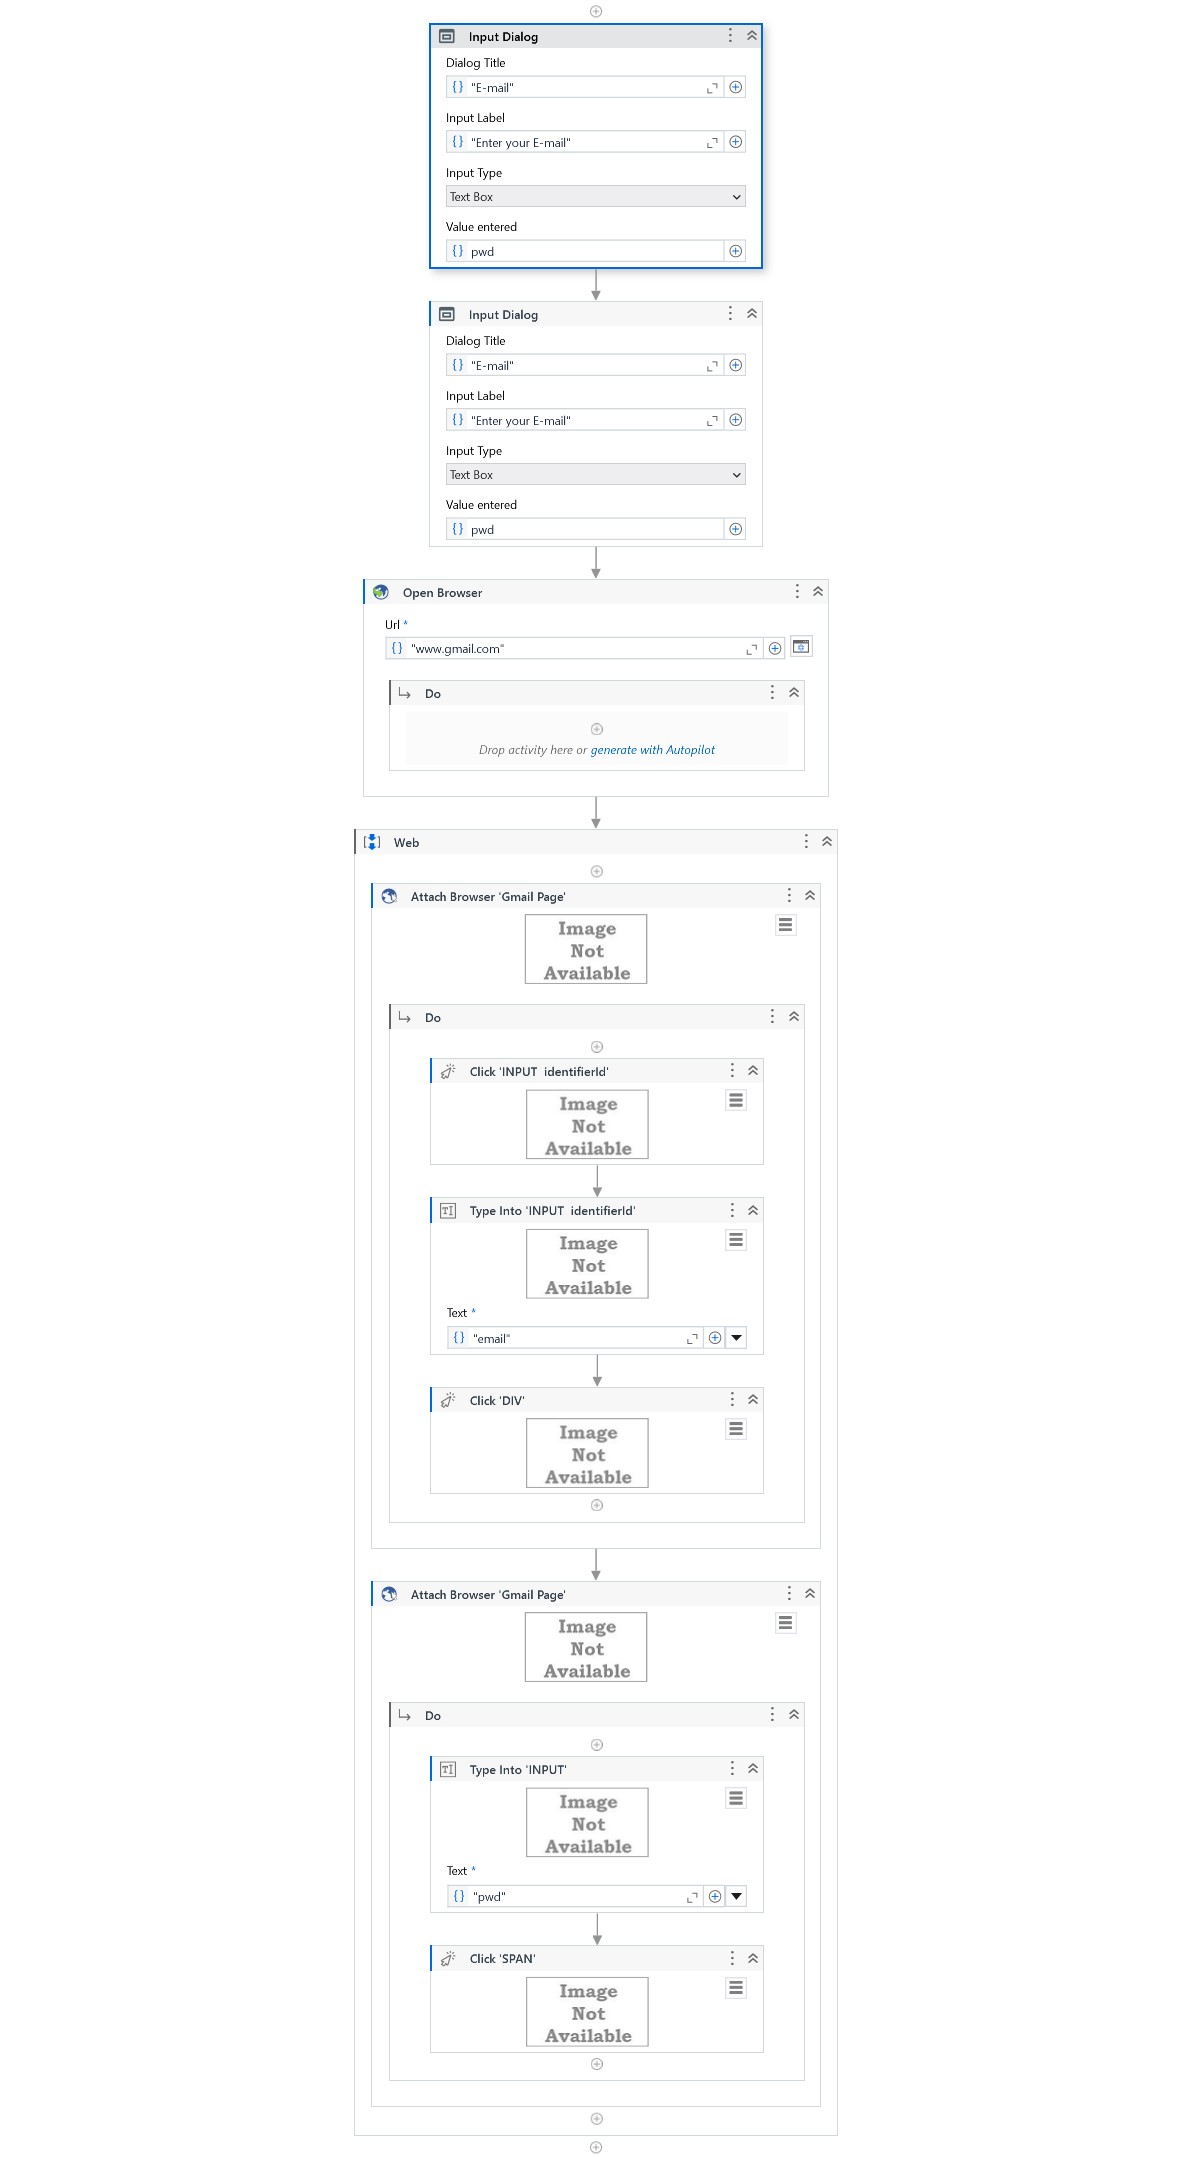 Input Dialog
Dialog Title
"E-mail"
Input Label
"Enter your E-mail"
Input Type
Text Box
Value entered
pwd
Input Dialog
Dialog Title
"E-mail"
Input Label
"Enter your E-mail"
Input Type
Text Box
Value entered
pwd
Open Browser
Url *
"www.gmail.com"
Do
Drop activity here or generate with Autopilot
Web
Attach Browser 'Gmail Page'
Image
Not
Available
Do
Click 'INPUT  identifierId'
Image
Not
Available
Type Into 'INPUT  identifierId'
Image
Not
Available
Text *
"email"
Click 'DIV'
Image
Not
Available
Attach Browser 'Gmail Page'
Image
Not
Available
Do
Type Into 'INPUT'
Image
Not
Available
Text *
"pwd"
Click 'SPAN'
Image
Not
Available